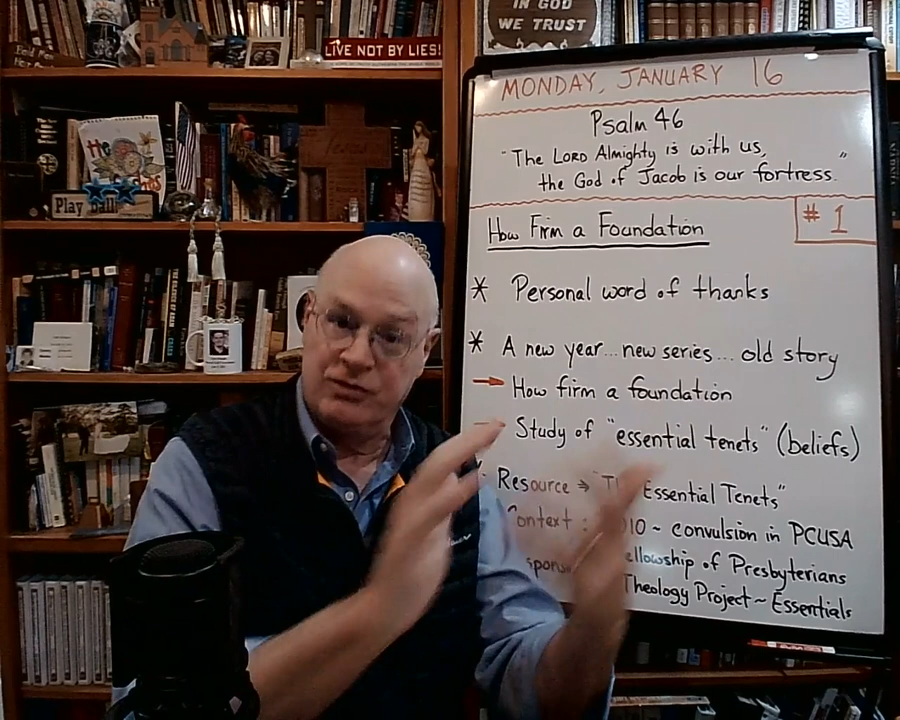 IN GOD
WE TRUST
LIVE NOT BY LIES!
Play ball!
MONDAY, JANUARY 16
Psalm 46
"The LORD Almighty is with us,
the God of Jacob is our fortress."
How Firm a Foundation
# 1
* Personal word of thanks
* A new year... new series... old story
→ How firm a foundation
Study of "essential tenets" (beliefs)
Resource → "Essential Tenets"
Context : 2010 ~ convulsion in PCUSA
Fellowship of Presbyterians
Theology Project ~ Essentials